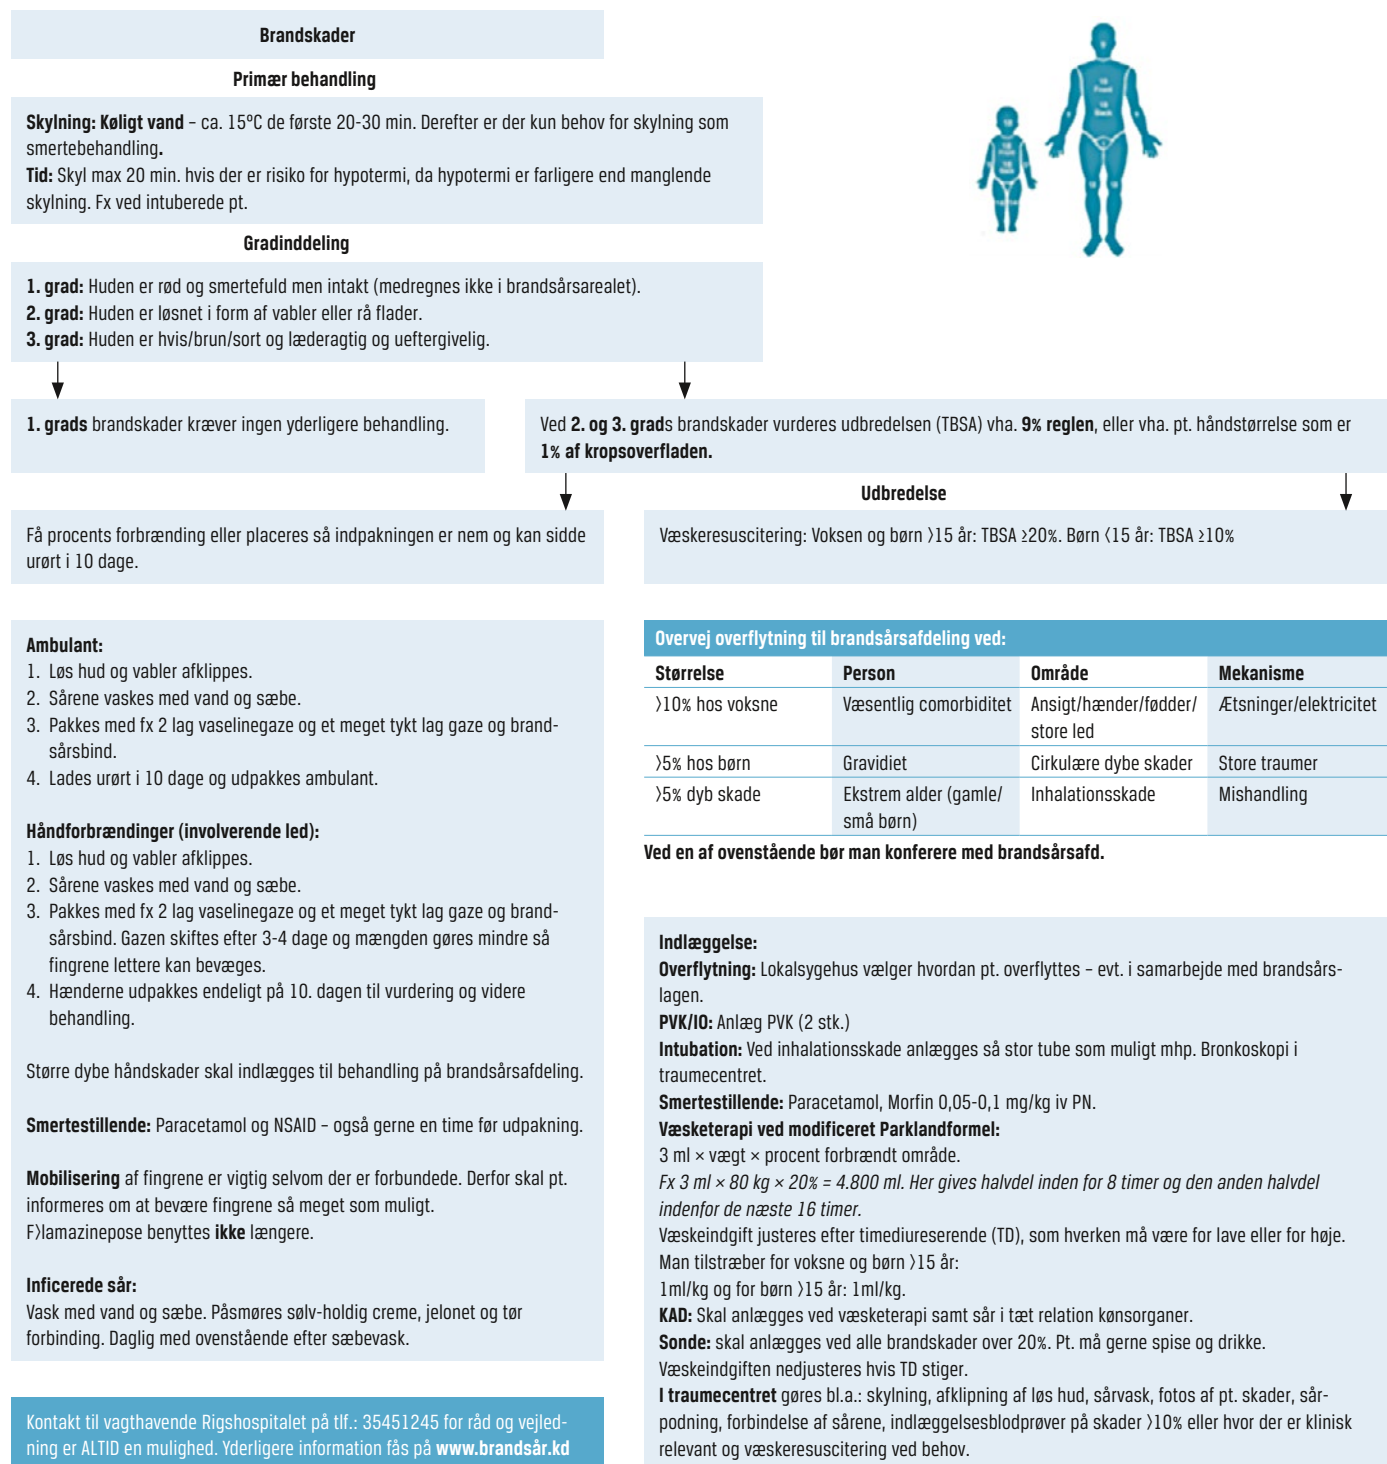 Brandskader
Primær behandling
Skylning: Køligt vand – ca. 15°C de første 20-30 min. Derefter er der kun behov for skylning som
smertebehandling.
Tid: Skyl max 20 min. hvis der er risiko for hypotermi, da hypotermi er farligere end manglende
skylning. Fx ved intuberede pt.
18
Front
18
Back
Gradinddeling
1. grad: Huden er rød og smertefuld men intakt (medregnes ikke i brandsårsarealet).
2. grad: Huden er løsnet i form af vabler eller rå flader.
3. grad: Huden er hvis/brun/sort og læderagtig og ueftergivelig.
1. grads brandskader kræver ingen yderligere behandling.
Ved 2. og 3. grads brandskader vurderes udbredelsen (TBSA) vha. 9% reglen, eller vha. pt. håndstørrelse som er
1% af kropsoverfladen.
Udbredelse
Få procents forbrænding eller placeres så indpakningen er nem og kan sidde
urørt i 10 dage.
Væskeresuscitering: Voksen og børn >15 år: TBSA ≥20%. Børn <15 år: TBSA ≥10%
Ambulant:
1. Løs hud og vabler afklippes.
2. Sårene vaskes med vand og sæbe.
3. Pakkes med fx 2 lag vaselinegaze og et meget tykt lag gaze og brand-
sårsbind.
4. Lades urørt i 10 dage og udpakkes ambulant.
Håndforbrændinger (involverende led):
1. Løs hud og vabler afklippes.
2. Sårene vaskes med vand og sæbe.
3. Pakkes med fx 2 lag vaselinegaze og et meget tykt lag gaze og brand-
sårsbind. Gazen skiftes efter 3-4 dage og mængden gøres mindre så
fingrene lettere kan bevæges.
4. Hænderne udpakkes endeligt på 10. dagen til vurdering og videre
behandling.
Større dybe håndskader skal indlægges til behandling på brandsårsafdeling.
Smertestillende: Paracetamol og NSAID – også gerne en time før udpakning.
Mobilisering af fingrene er vigtig selvom der er forbundede. Derfor skal pt.
informeres om at bevære fingrene så meget som muligt.
F>lamazinepose benyttes ikke længere.
Inficerede sår:
Vask med vand og sæbe. Påsmøres sølv-holdig creme, jelonet og tør
forbinding. Daglig med ovenstående efter sæbevask.
Kontakt til vagthavende Rigshospitalet på tlf.: 35451245 for råd og vejled-
ning er ALTID en mulighed. Yderligere information fås på www.brandsår.kd
Overvej overflytning til brandsårsafdeling ved:
Størrelse Person Område Mekanisme
>10% hos voksne Væsentlig comorbiditet Ansigt/hænder/fødder/ Ætsninger/elektricitet
store led
>5% hos børn Gravidiet Cirkulære dybe skader Store traumer
>5% dyb skade Ekstrem alder (gamle/ Inhalationsskade Mishandling
små børn)
Ved en af ovenstående bør man konferere med brandsårsafd.
Indlæggelse:
Overflytning: Lokalsygehus vælger hvordan pt. overflyttes – evt. i samarbejde med brandsårs-
lagen.
PVK/IO: Anlæg PVK (2 stk.)
Intubation: Ved inhalationsskade anlægges så stor tube som muligt mhp. Bronkoskopi i
traumecentret.
Smertestillende: Paracetamol, Morfin 0,05-0,1 mg/kg iv PN.
Væsketerapi ved modificeret Parklandformel:
3 ml × vægt × procent forbrændt område.
Fx 3 ml × 80 kg × 20% = 4.800 ml. Her gives halvdel inden for 8 timer og den anden halvdel
indenfor de næste 16 timer.
Væskeindgift justeres efter timediureserende (TD), som hverken må være for lave eller for høje.
Man tilstræber for voksne og børn >15 år:
1ml/kg og for børn >15 år: 1ml/kg.
KAD: Skal anlægges ved væsketerapi samt sår i tæt relation kønsorganer.
Sonde: skal anlægges ved alle brandskader over 20%. Pt. må gerne spise og drikke.
Væskeindgiften nedjusteres hvis TD stiger.
I traumecentret gøres bl.a.: skylning, afklipning af løs hud, sårvask, fotos af pt. skader, sår-
podning, forbindelse af sårene, indlæggelsesblodprøver på skader >10% eller hvor der er klinisk
relevant og væskeresuscitering ved behov.